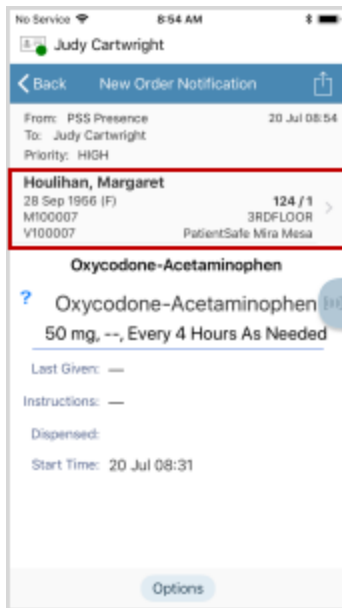 No Service 8:54 AM
Judy Cartwright
Back New Order Notification
From: PSS Presence 20 Jul 08:54
To: Judy Cartwright
Priority: HIGH
Houlihan, Margaret
28 Sep 1956 (F) 124 / 1
M100007 3RDFLOOR
V100007 PatientSafe Mira Mesa
Oxycodone-Acetaminophen
? Oxycodone-Acetaminophen
50 mg, --, Every 4 Hours As Needed
Last Given: —
Instructions: —
Dispensed:
Start Time: 20 Jul 08:31
Options